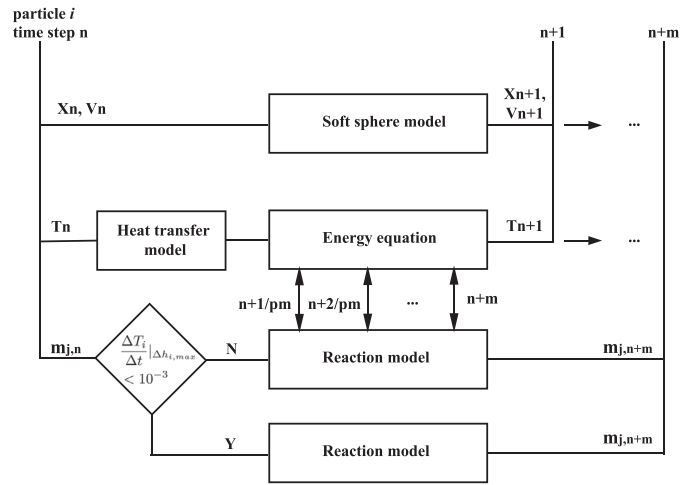 particle i
time step n
n+1
n+m
Xn, Vn
Soft sphere model
Xn+1,
Vn+1
...
Tn
Heat transfer
model
Energy equation
Tn+1
...
n+1/pm
n+2/pm
...
n+m
mj,n
ΔTi/Δt |Δhi,max
< 10⁻³
N
Reaction model
mj,n+m
Y
Reaction model
mj,n+m